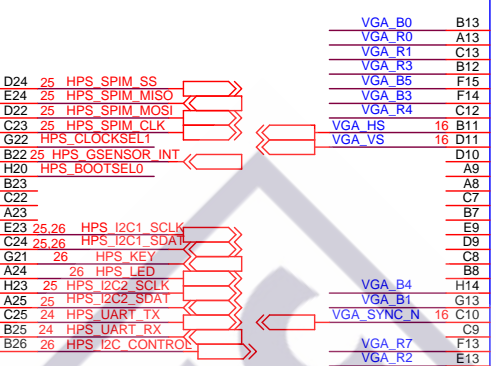 VGA_B0 B13
VGA_R0 A13
VGA_R1 C13
VGA_R3 B12
D24 25 HPS_SPIM_SS VGA_B5 F15
E24 25 HPS_SPIM_MISO VGA_B3 F14
D22 25 HPS_SPIM_MOSI VGA_R4 C12
C23 25 HPS_SPIM_CLK VGA_HS 16 B11
G22 HPS_CLOCKSEL1 VGA_VS 16 D11
B22 25 HPS_GSENSOR_INT D10
H20 HPS_BOOTSEL0 A9
B23 A8
C22 C7
A23 B7
E23 25,26 HPS_I2C1_SCLK E9
C24 25,26 HPS_I2C1_SDAT D9
G21 26 HPS_KEY C8
A24 26 HPS_LED B8
H23 25 HPS_I2C2_SCLK VGA_B4 H14
A25 25 HPS_I2C2_SDAT VGA_B1 G13
C25 24 HPS_UART_TX VGA_SYNC_N 16 C10
B25 24 HPS_UART_RX C9
B26 26 HPS_I2C_CONTROL VGA_R7 F13
VGA_R2 E13